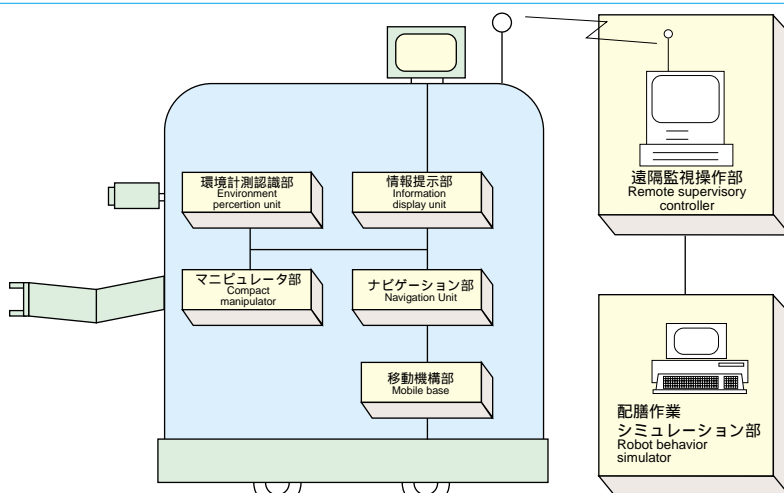 環境計測認識部
Environment
percertion unit
情報提示部
Information
display unit
マニピュレータ部
Compact
manipulator
ナビゲーション部
Navigation Unit
移動機構部
Mobile base
遠隔監視操作部
Remote supervisory
controller
配膳作業
シミュレーション部
Robot behavior
simulator